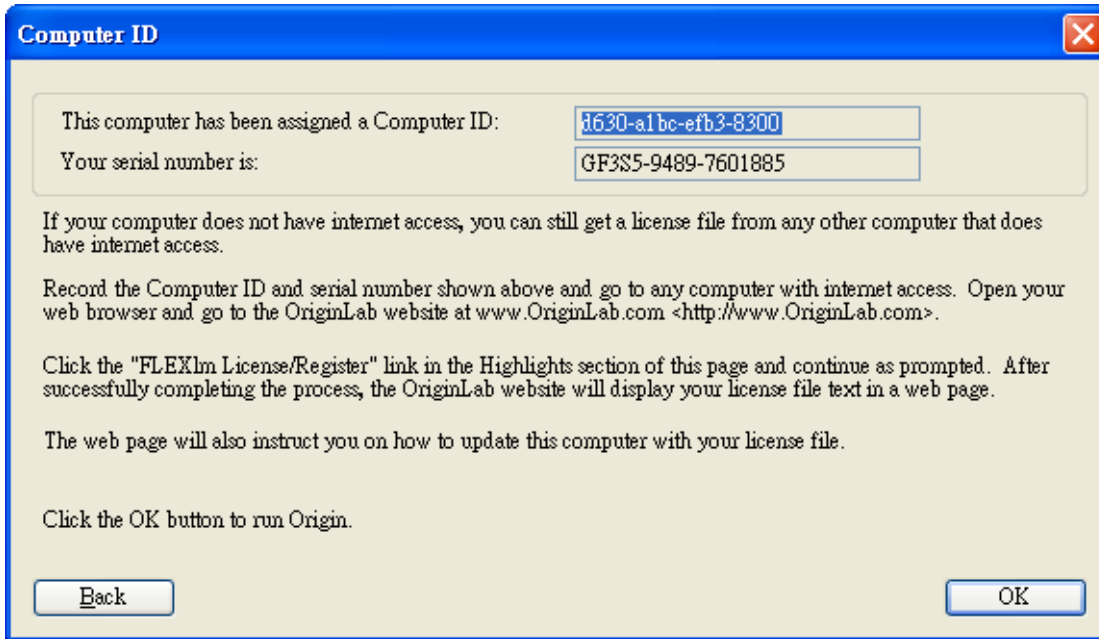 Computer ID
This computer has been assigned a Computer ID:
d630-a1bc-efb3-8300
Your serial number is:
GF3S5-9489-7601885
If your computer does not have internet access, you can still get a license file from any other computer that does
have internet access.
Record the Computer ID and serial number shown above and go to any computer with internet access.  Open your
web browser and go to the OriginLab website at www.OriginLab.com <http://www.OriginLab.com>.
Click the "FLEXlm License/Register" link in the Highlights section of this page and continue as prompted.  After
successfully completing the process, the OriginLab website will display your license file text in a web page.
The web page will also instruct you on how to update this computer with your license file.
Click the OK button to run Origin.
Back
OK